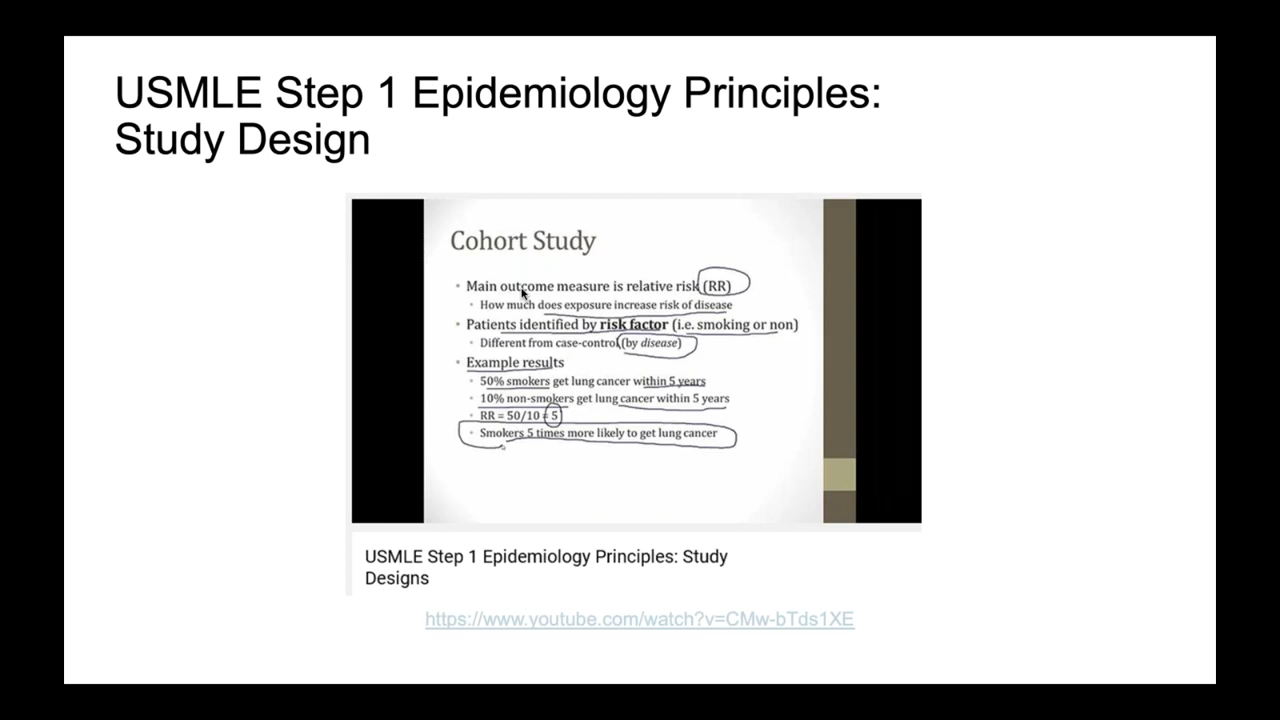 USMLE Step 1 Epidemiology Principles:
Study Design
Cohort Study
• Main outcome measure is relative risk (RR)
• How much does exposure increase risk of disease
• Patients identified by risk factor (i.e. smoking or non)
• Different from case-control (by disease)
• Example results
• 50% smokers get lung cancer within 5 years
• 10% non-smokers get lung cancer within 5 years
• RR = 50/10 = 5
• Smokers 5 times more likely to get lung cancer
USMLE Step 1 Epidemiology Principles: Study
Designs
https://www.youtube.com/watch?v=CMw-bTds1XE